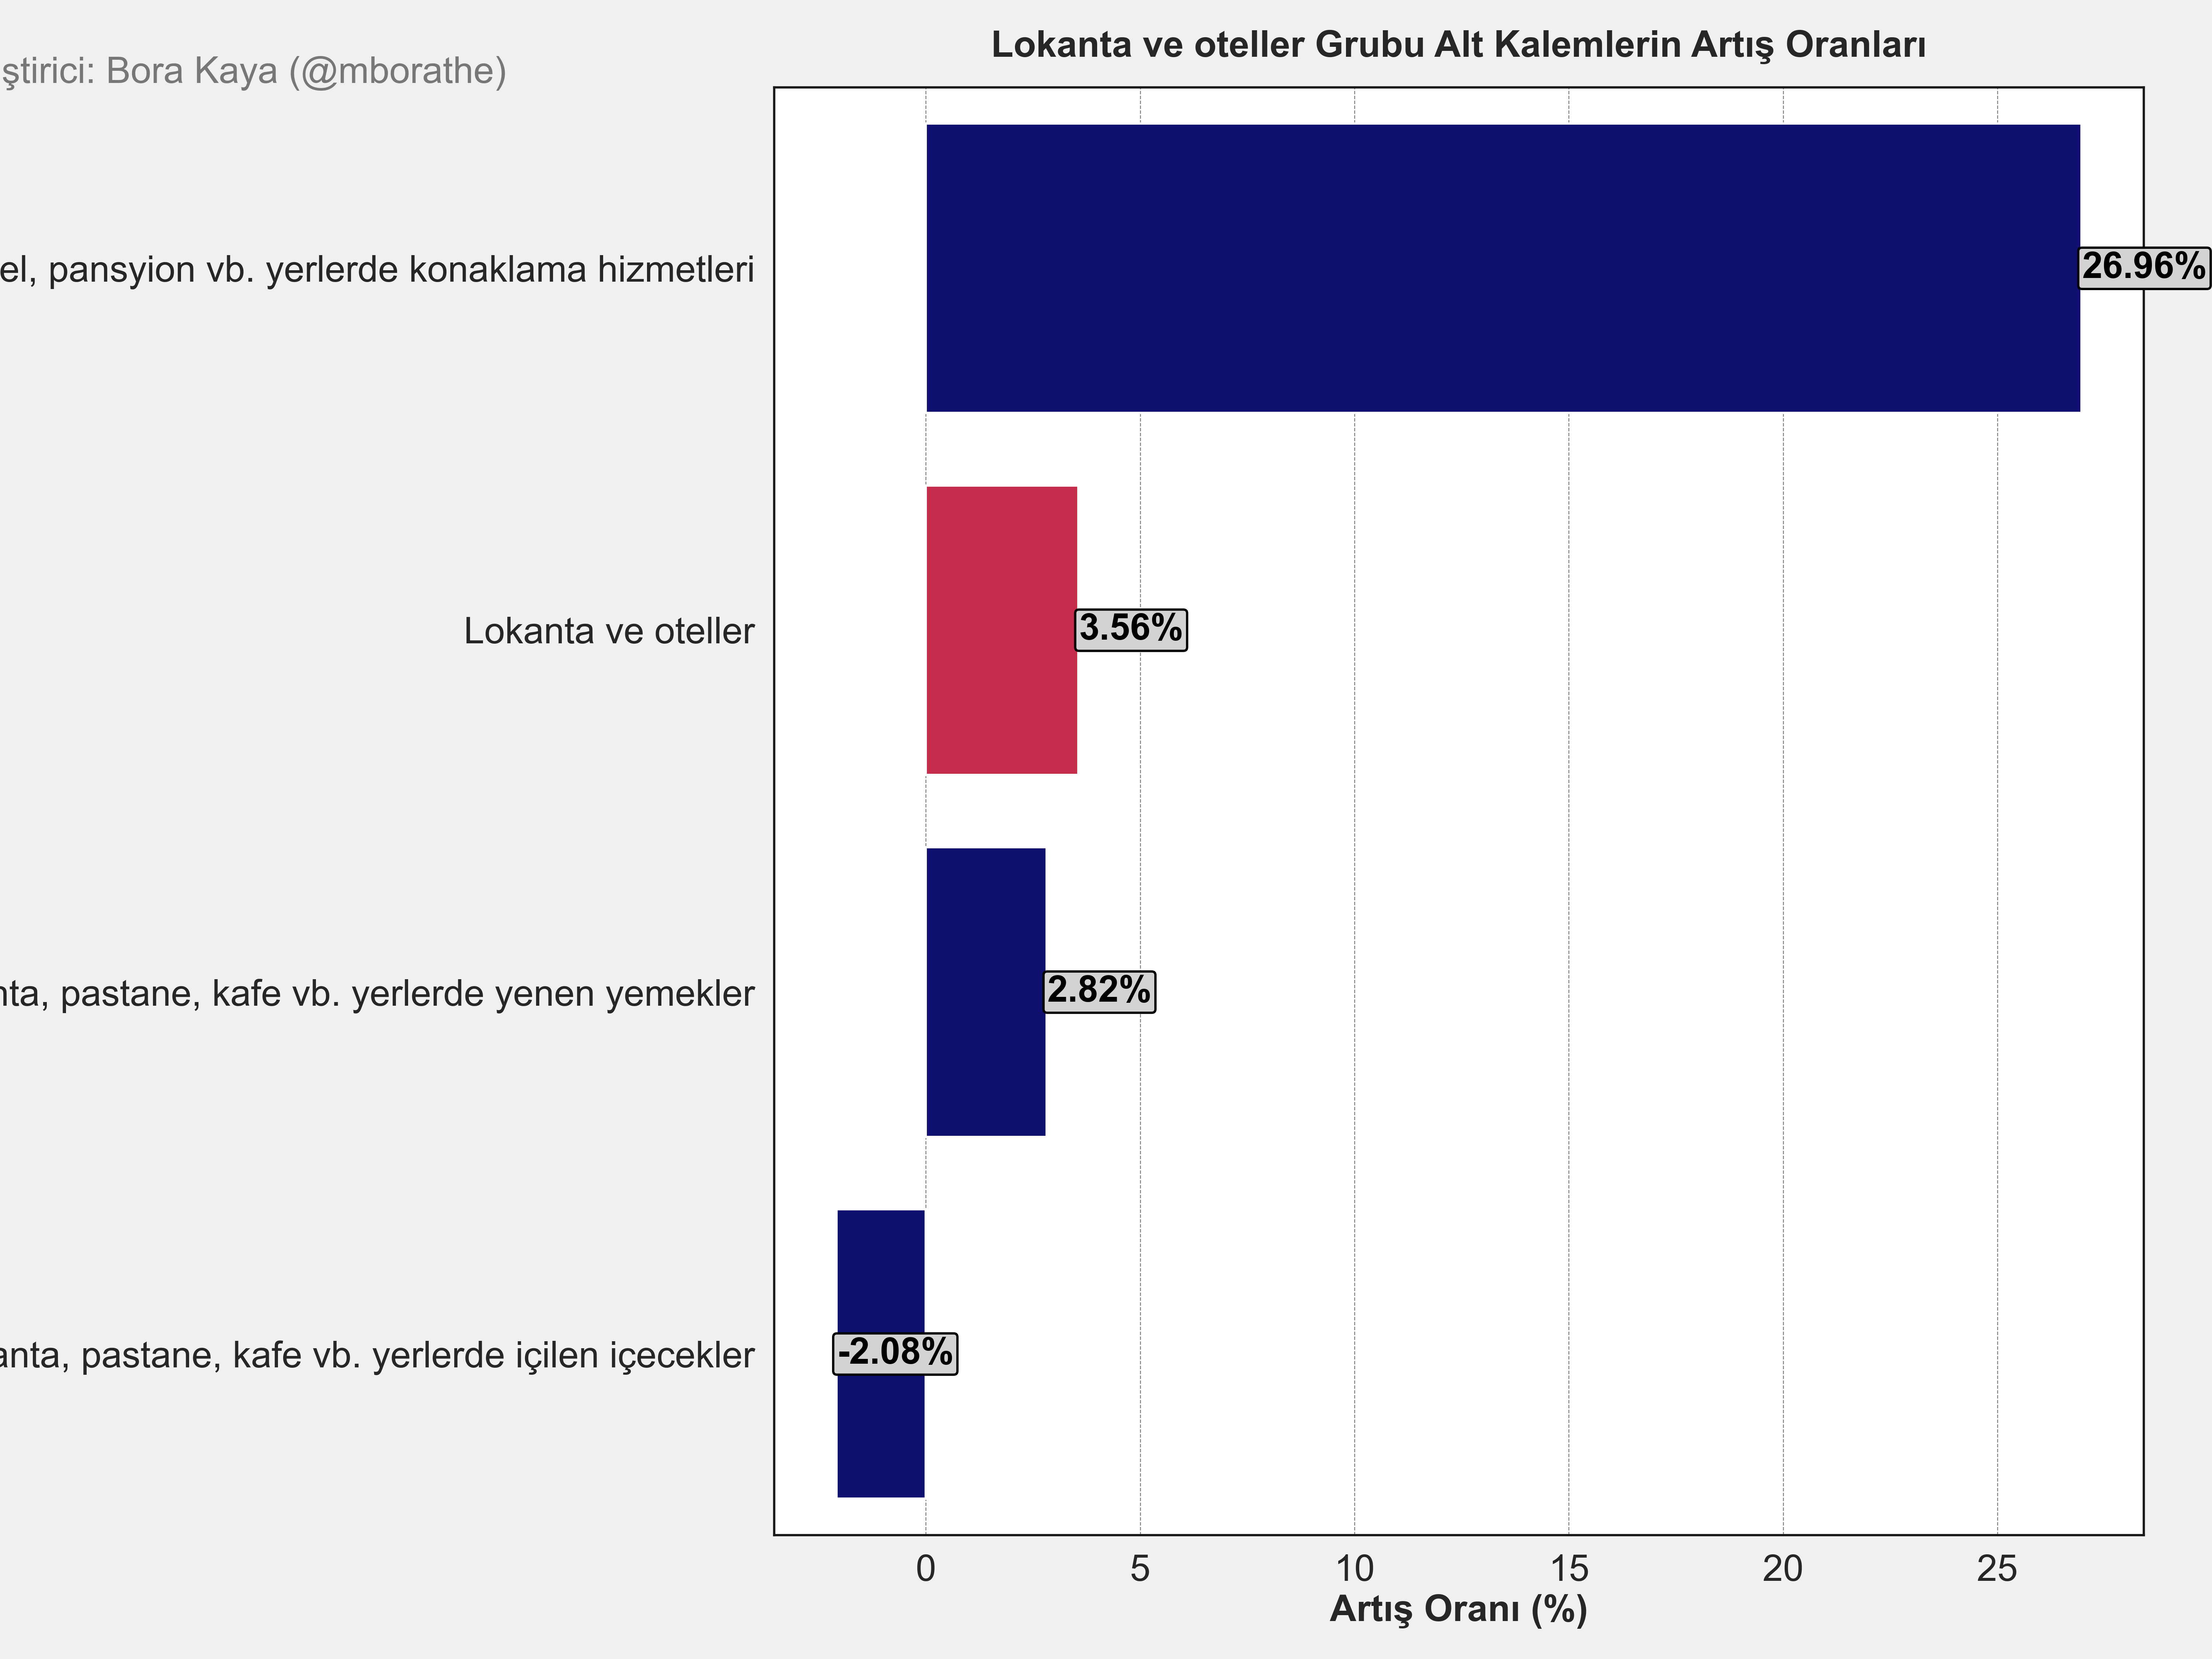 Lokanta ve oteller Grubu Alt Kalemlerin Artış Oranları
ştirici: Bora Kaya (@mborathe)
el, pansyion vb. yerlerde konaklama hizmetleri
26.96%
Lokanta ve oteller
3.56%
nta, pastane, kafe vb. yerlerde yenen yemekler
2.82%
anta, pastane, kafe vb. yerlerde içilen içecekler
-2.08%
0 5 10 15 20 25
Artış Oranı (%)